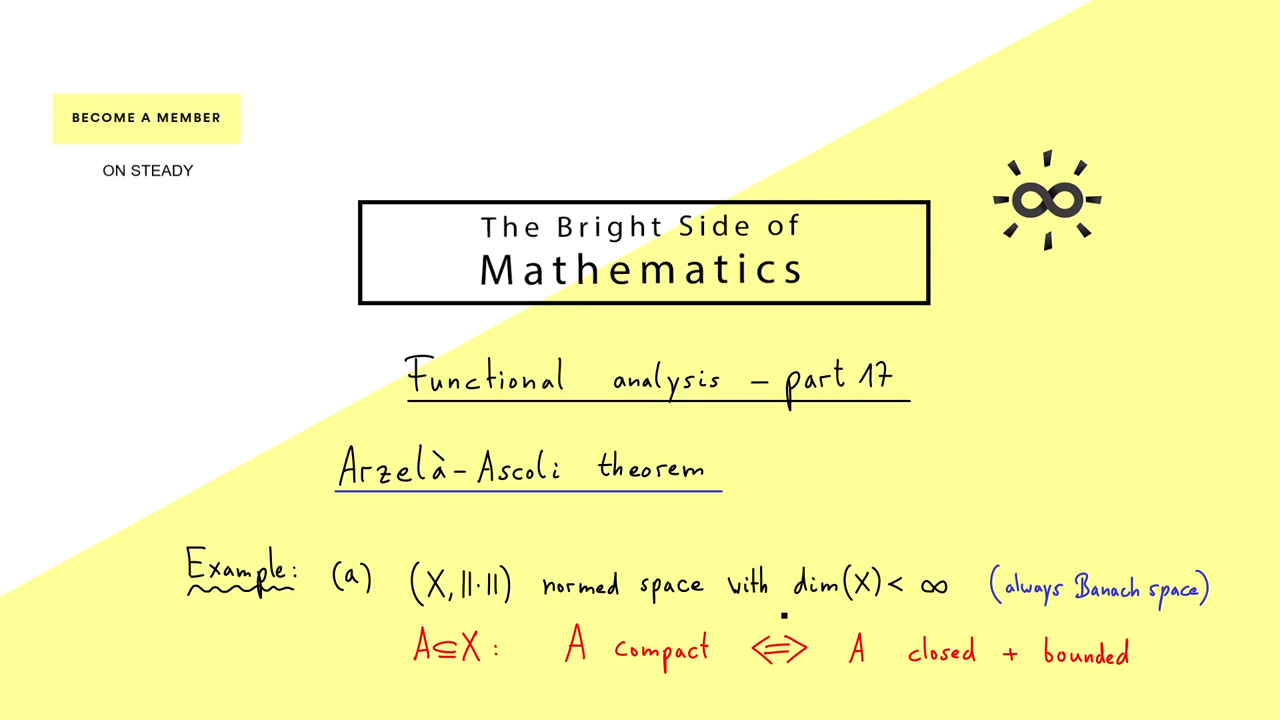 BECOME A MEMBER
ON STEADY
The Bright Side of
Mathematics
Functional analysis – part 17
Arzelà-Ascoli theorem
Example: (a) (X, ||·||) normed space with dim(X) < ∞ (always Banach space)
A⊆X: A compact ⟺ A closed + bounded